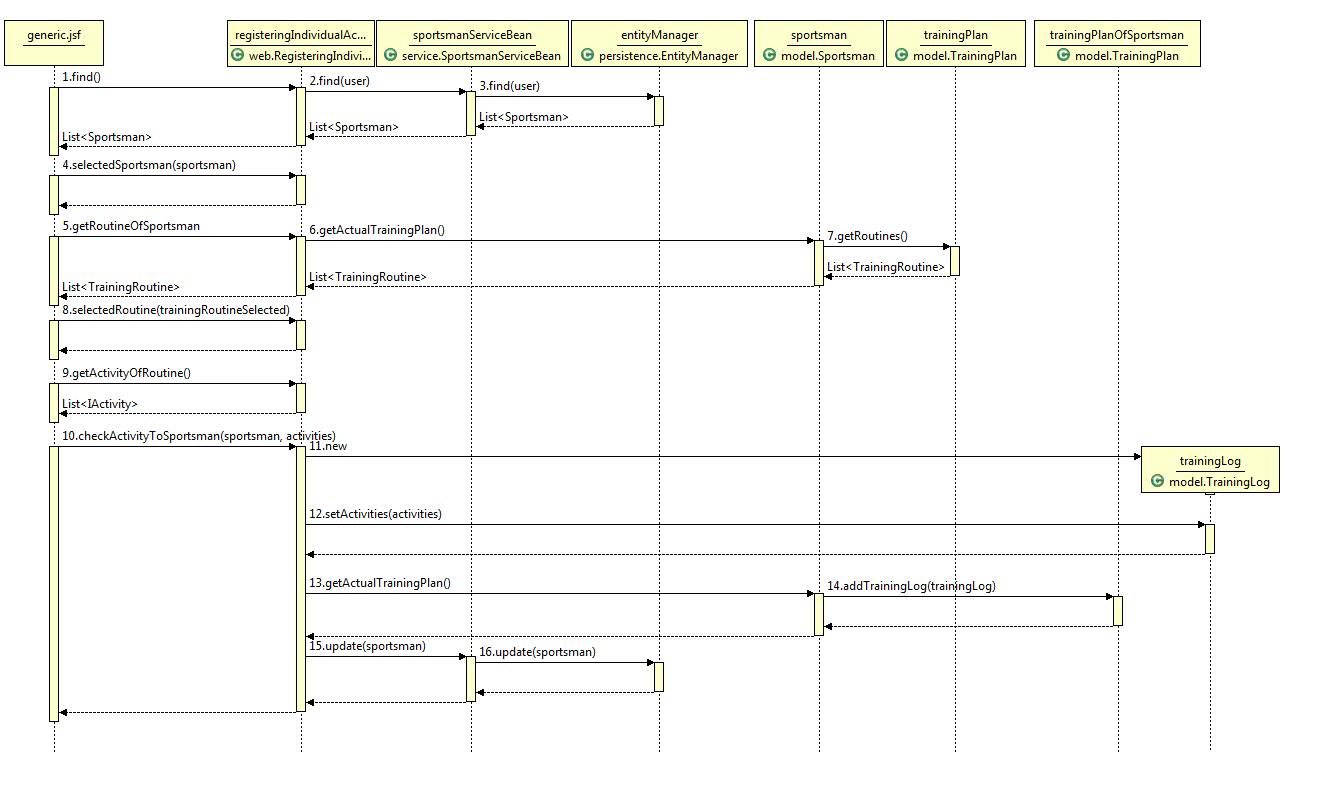 generic.jsf
registeringIndividualAc...
C web.RegisteringIndivi...
sportsmanServiceBean
C service.SportsmanServiceBean
entityManager
C persistence.EntityManager
sportsman
C model.Sportsman
trainingPlan
C model.TrainingPlan
trainingPlanOfSportsman
C model.TrainingPlan
1.find()
2.find(user)
3.find(user)
List<Sportsman>
List<Sportsman>
List<Sportsman>
4.selectedSportsman(sportsman)
5.getRoutineOfSportsman
6.getActualTrainingPlan()
7.getRoutines()
List<TrainingRoutine>
List<TrainingRoutine>
List<TrainingRoutine>
8.selectedRoutine(trainingRoutineSelected)
9.getActivityOfRoutine()
List<IActivity>
10.checkActivityToSportsman(sportsman, activities)
11.new
trainingLog
C model.TrainingLog
12.setActivities(activities)
13.getActualTrainingPlan()
14.addTrainingLog(trainingLog)
15.update(sportsman)
16.update(sportsman)